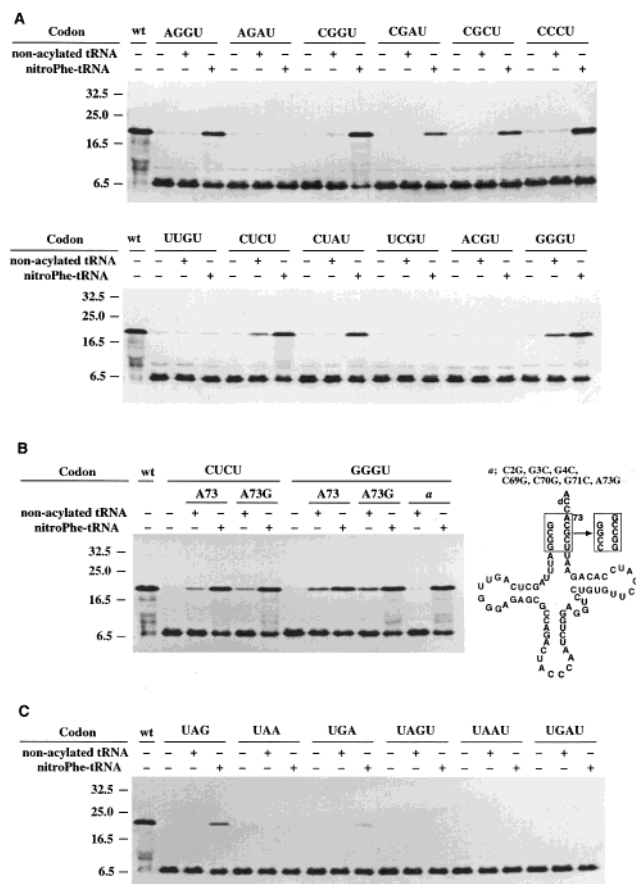 A
Codon wt AGGU AGAU CGGU CGAU CGCU CCCU
non-acylated tRNA – – + – – + – – + – – + – – + – – + –
nitroPhe-tRNA – – – + – – + – – + – – + – – + – – +
32.5 –
25.0 –
16.5 –
6.5 –
Codon wt UUGU CUCU CUAU UCGU ACGU GGGU
non-acylated tRNA – – + – – + – – + – – + – – + – – + –
nitroPhe-tRNA – – – + – – + – – + – – + – – + – – +
32.5 –
25.0 –
16.5 –
6.5 –
B
Codon wt CUCU GGGU
A73 A73G A73 A73G a
non-acylated tRNA – – + – + – – + – + – + –
nitroPhe-tRNA – – – + – + – – + – + – +
32.5 –
25.0 –
16.5 –
6.5 –
a; C2G, G3C, G4C,
C69G, C70G, G71C, A73G
73
C
Codon wt UAG UAA UGA UAGU UAAU UGAU
non-acylated tRNA – – + – – + – – + – – + – – + – – + –
nitroPhe-tRNA – – – + – – + – – + – – + – – + – – +
32.5 –
25.0 –
16.5 –
6.5 –